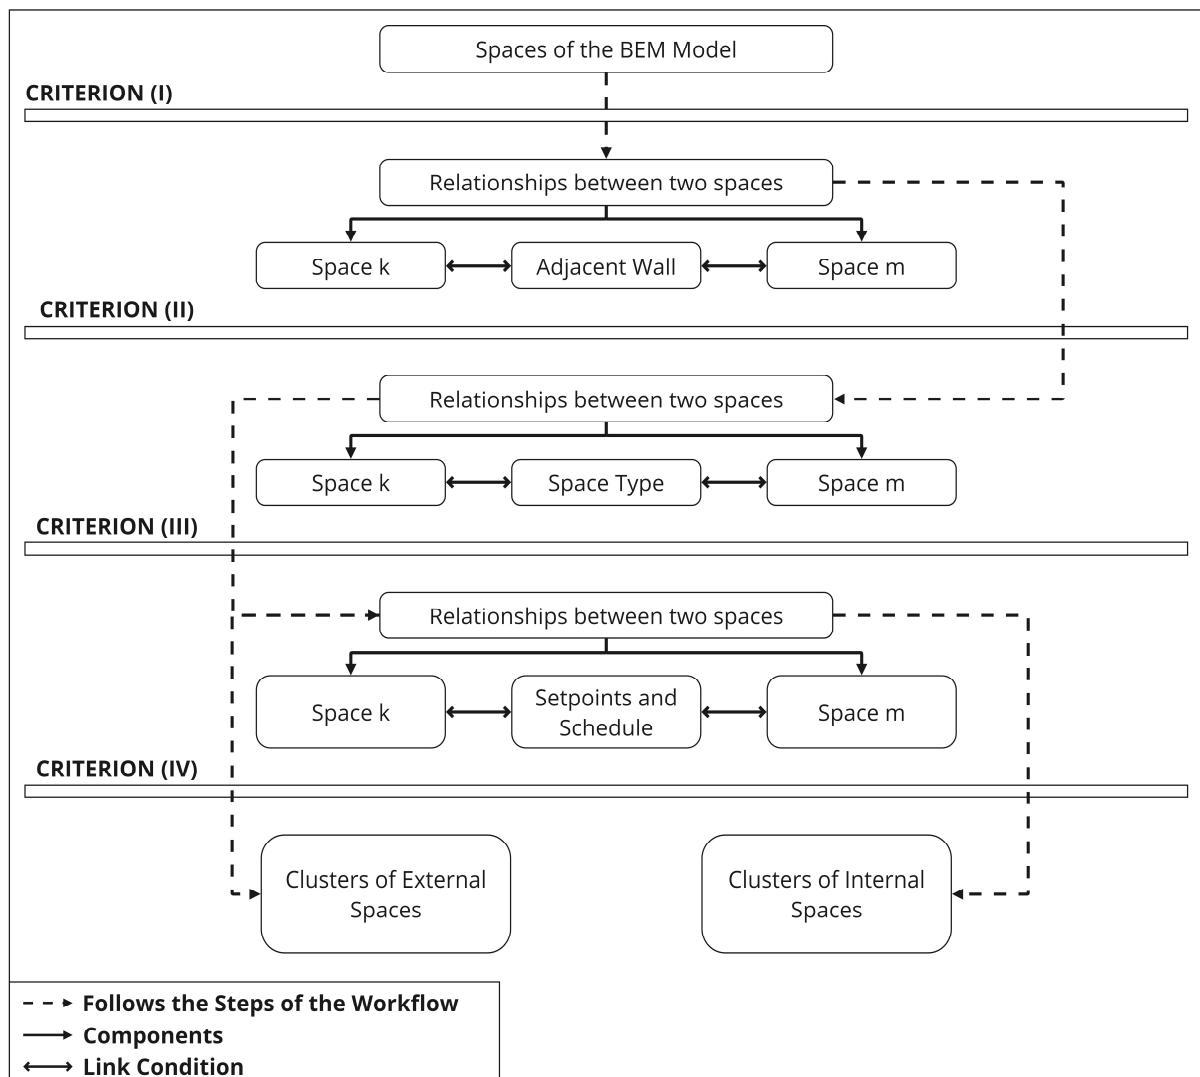 Spaces of the BEM Model
CRITERION (I)
Relationships between two spaces
Space k
Adjacent Wall
Space m
CRITERION (II)
Relationships between two spaces
Space k
Space Type
Space m
CRITERION (III)
Relationships between two spaces
Space k
Setpoints and
Schedule
Space m
CRITERION (IV)
Clusters of External
Spaces
Clusters of Internal
Spaces
Follows the Steps of the Workflow
Components
Link Condition